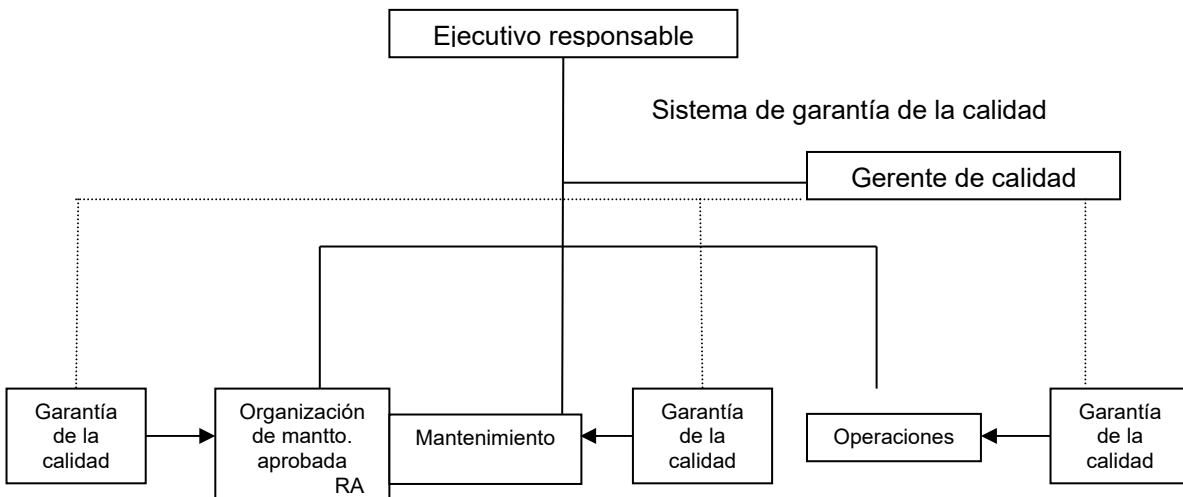 Ejecutivo responsable
Sistema de garantía de la calidad
Gerente de calidad
Garantía
de la
calidad
Organización
de mantto.
aprobada
RA
Mantenimiento
Garantía
de la
calidad
Operaciones
Garantía
de la
calidad